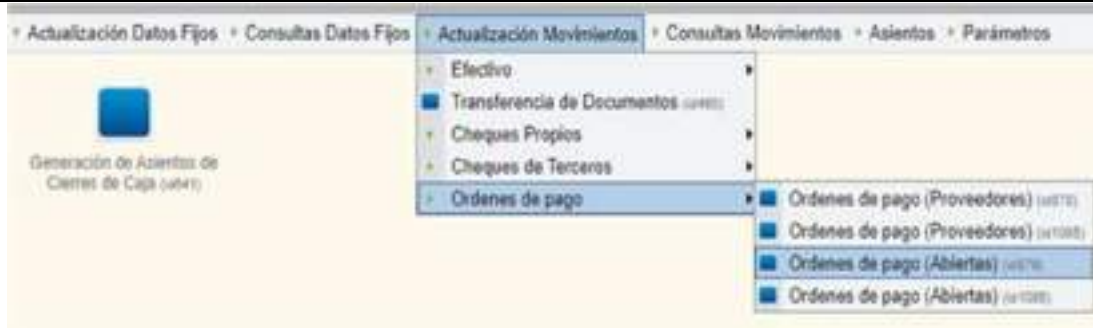 Actualización Datos Fijos Consultas Datos Fijos Actualización Movimientos Consultas Movimientos Asientos Parámetros
Efectivo
Transferencia de Documentos
Cheques Propios
Generación de Asientos de
Cierres de Caja
Cheques de Terceros
Ordenes de pago
Ordenes de pago (Proveedores)
Ordenes de pago (Proveedores)
Ordenes de pago (Abiertas)
Ordenes de pago (Abiertas)